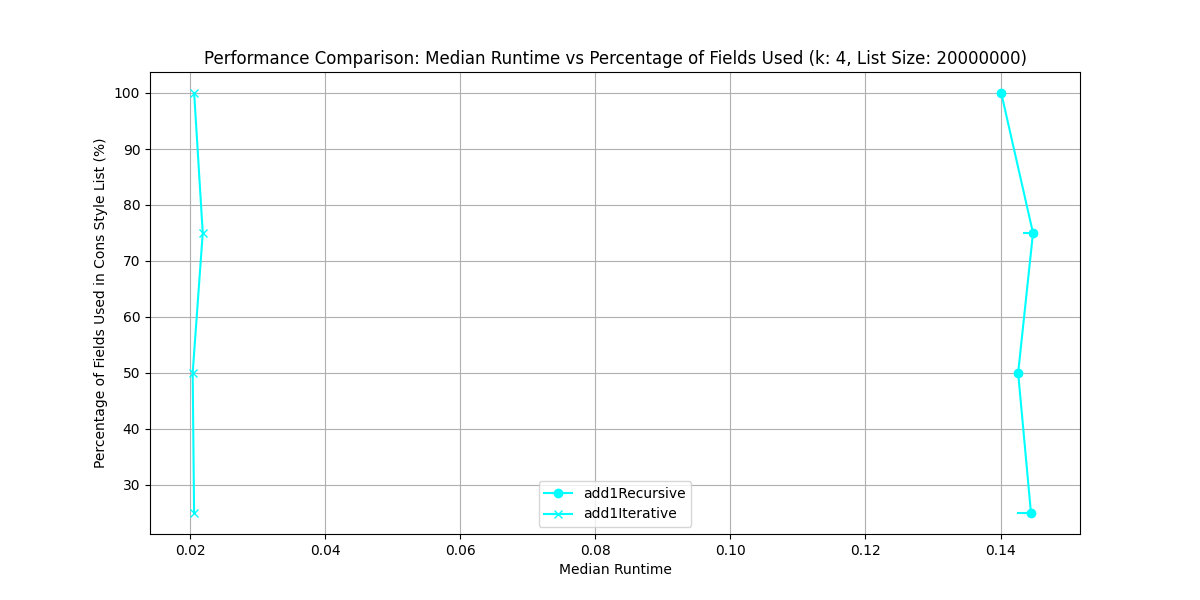 Performance Comparison: Median Runtime vs Percentage of Fields Used (k: 4, List Size: 20000000)
Percentage of Fields Used in Cons Style List (%)
100
90
80
70
60
50
40
30
add1Recursive
add1Iterative
0.02 0.04 0.06 0.08 0.10 0.12 0.14
Median Runtime